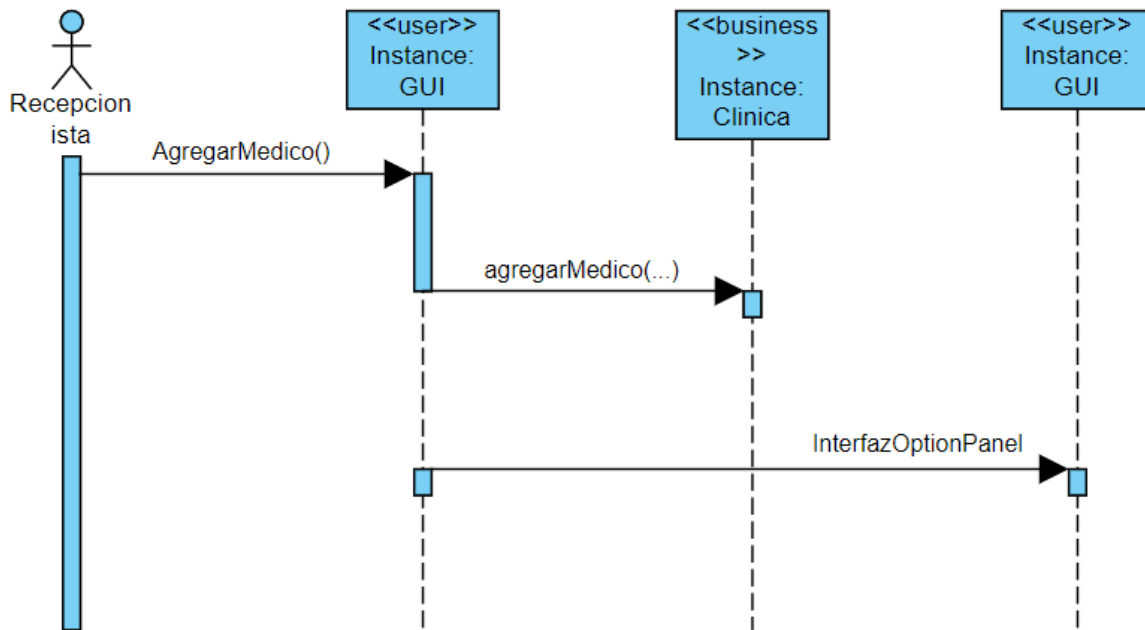 Recepcion
ista
<<user>>
Instance:
GUI
<<business
>>
Instance:
Clinica
<<user>>
Instance:
GUI
AgregarMedico()
agregarMedico(...)
InterfazOptionPanel